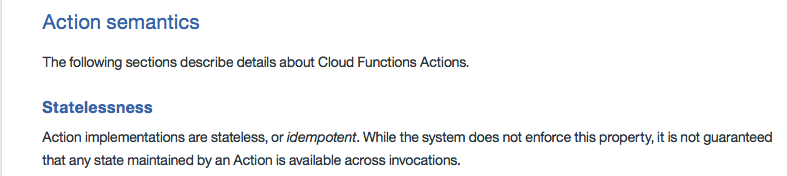 Action semantics
The following sections describe details about Cloud Functions Actions.
Statelessness
Action implementations are stateless, or idempotent. While the system does not enforce this property, it is not guaranteed
that any state maintained by an Action is available across invocations.